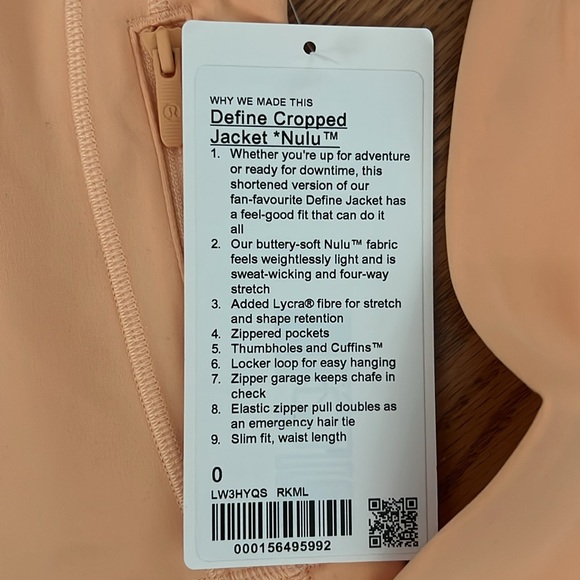 WHY WE MADE THIS
Define Cropped
Jacket *Nulu™
1. Whether you're up for adventure
or ready for downtime, this
shortened version of our
fan-favourite Define Jacket has
a feel-good fit that can do it
all
2. Our buttery-soft Nulu™ fabric
feels weightlessly light and is
sweat-wicking and four-way
stretch
3. Added Lycra® fibre for stretch
and shape retention
4. Zippered pockets
5. Thumbholes and Cuffins™
6. Locker loop for easy hanging
7. Zipper garage keeps chafe in
check
8. Elastic zipper pull doubles as
an emergency hair tie
9. Slim fit, waist length
0
LW3HYQS RKML
000156495992